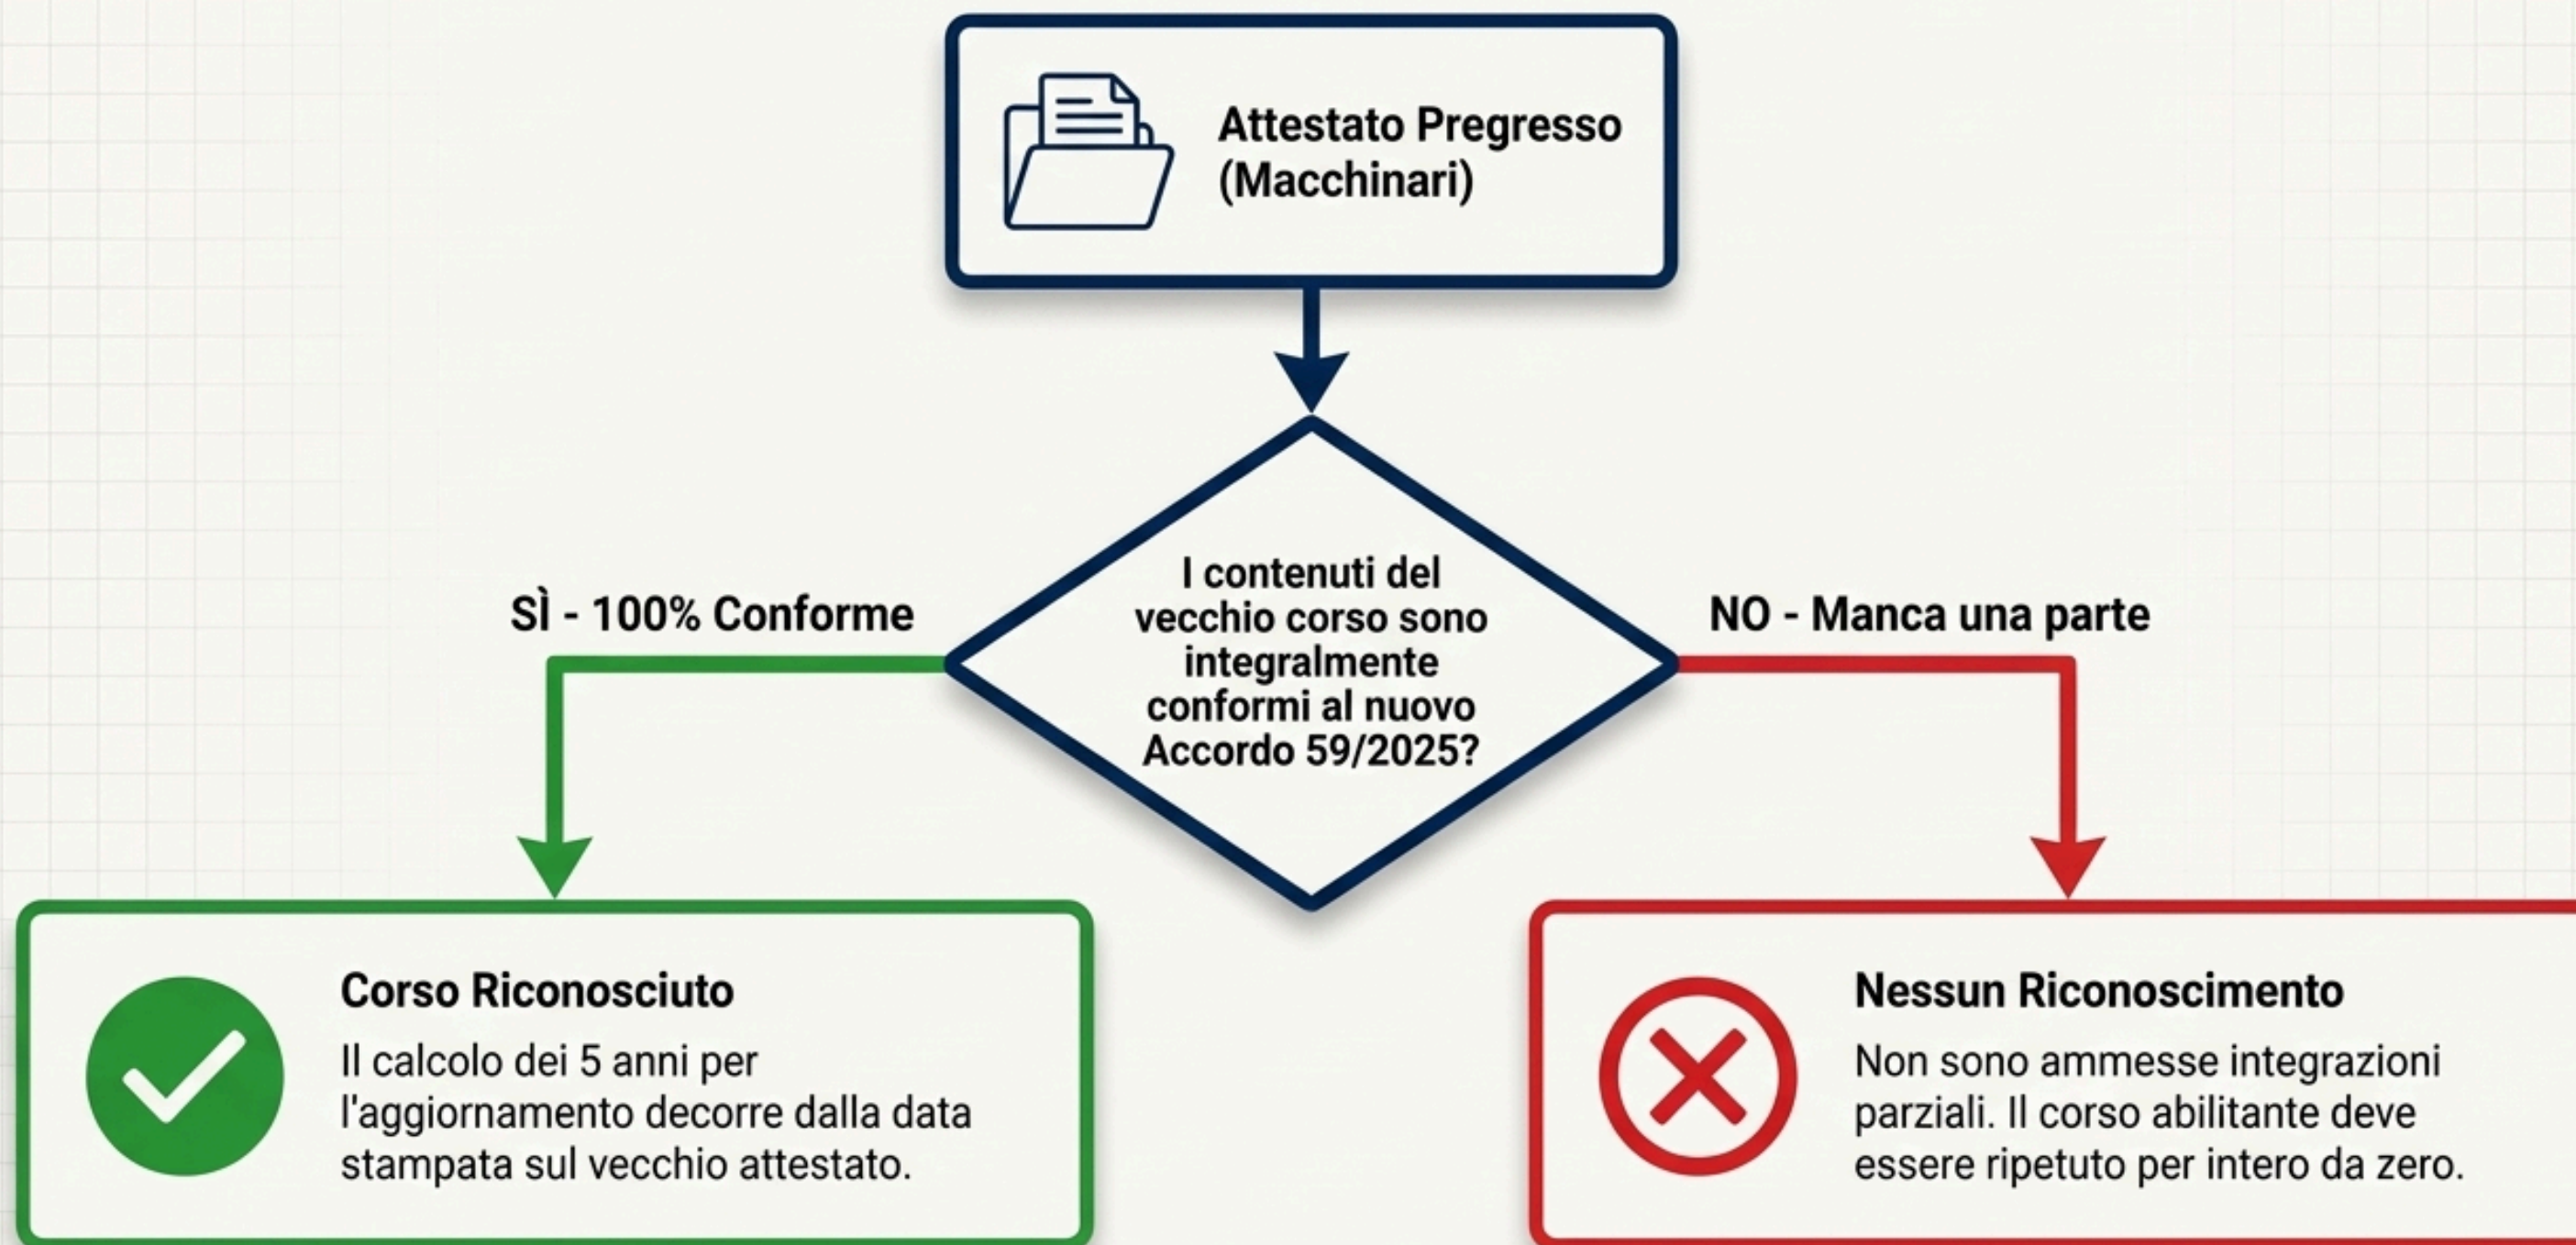 Attestato Pregresso
(Macchinari)
I contenuti del
vecchio corso sono
integralmente
conformi al nuovo
Accordo 59/2025?
SÌ - 100% Conforme
NO - Manca una parte
Corso Riconosciuto
Il calcolo dei 5 anni per
l'aggiornamento decorre dalla data
stampata sul vecchio attestato.
Nessun Riconoscimento
Non sono ammesse integrazioni
parziali. Il corso abilitante deve
essere ripetuto per intero da zero.